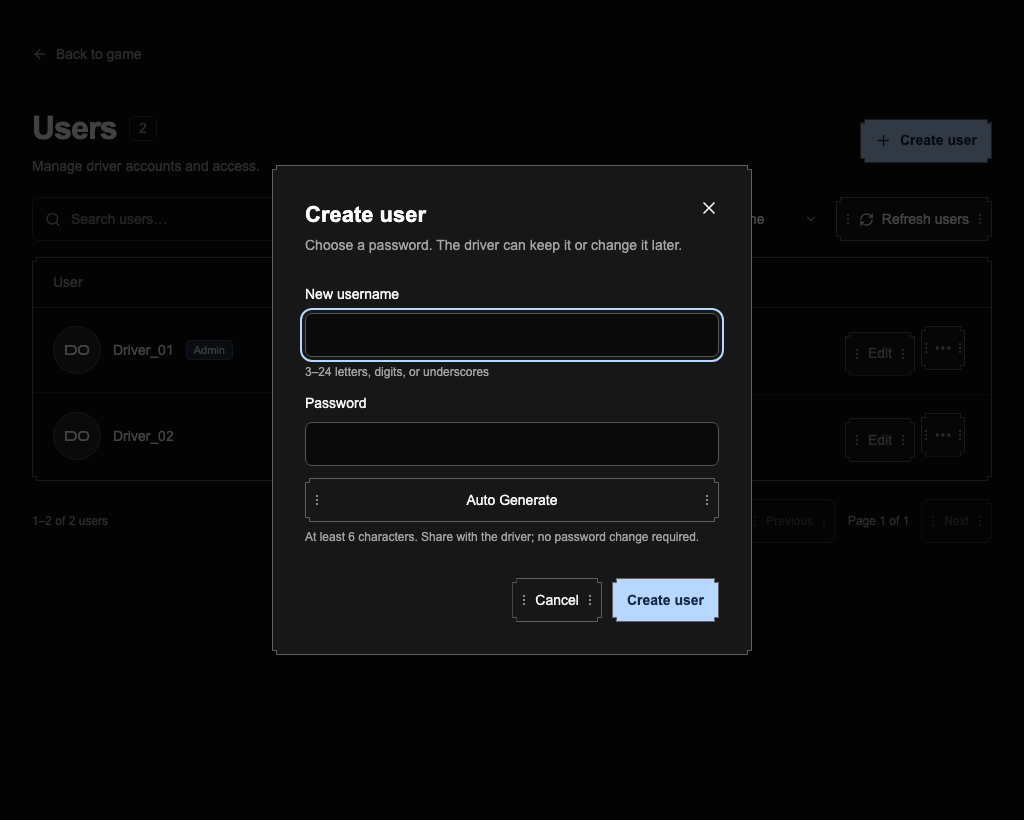 Back to game
Users 2
Create user
Manage driver accounts and access.
Search users…
Refresh users
User
DO Driver_01 Admin
Edit
DO Driver_02
Edit
1–2 of 2 users
Previous
Page 1 of 1
Next
Create user
Choose a password. The driver can keep it or change it later.
New username
3–24 letters, digits, or underscores
Password
Auto Generate
At least 6 characters. Share with the driver; no password change required.
Cancel
Create user